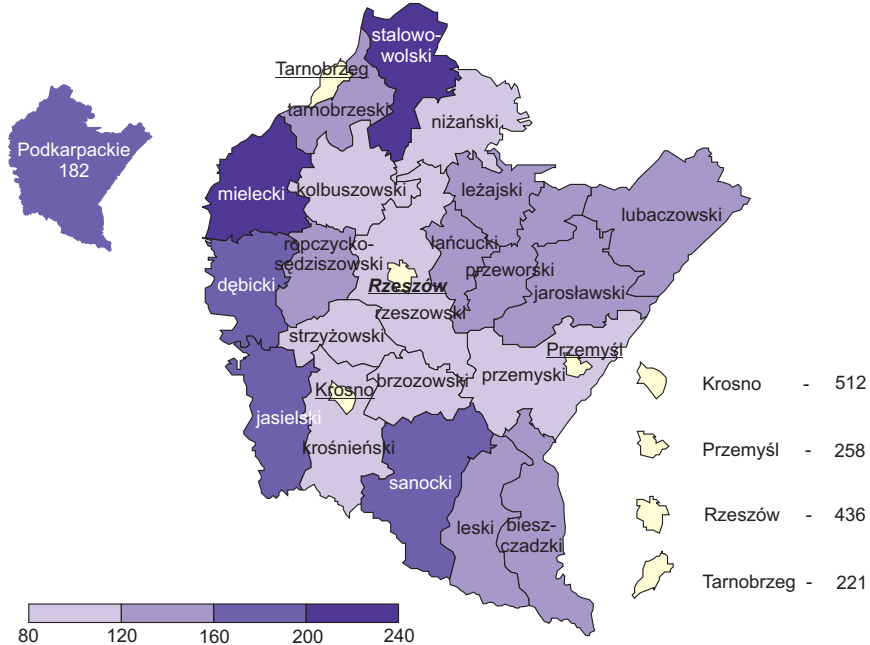 stalowo-
wolski
Tarnobrzeg
tarnobrzeski
niżański
Podkarpackie
182
mielecki
kolbuszowski
leżajski
lubaczowski
ropczycko-
sędziszowski
łańcucki
przeworski
dębicki
Rzeszów
jarosławski
rzeszowski
strzyżowski
Przemyśl
przemyski
brzozowski
Krosno
jasielski
krośnieński
sanocki
leski
biesz-
czadzki
Krosno - 512
Przemyśl - 258
Rzeszów - 436
Tarnobrzeg - 221
80 120 160 200 240